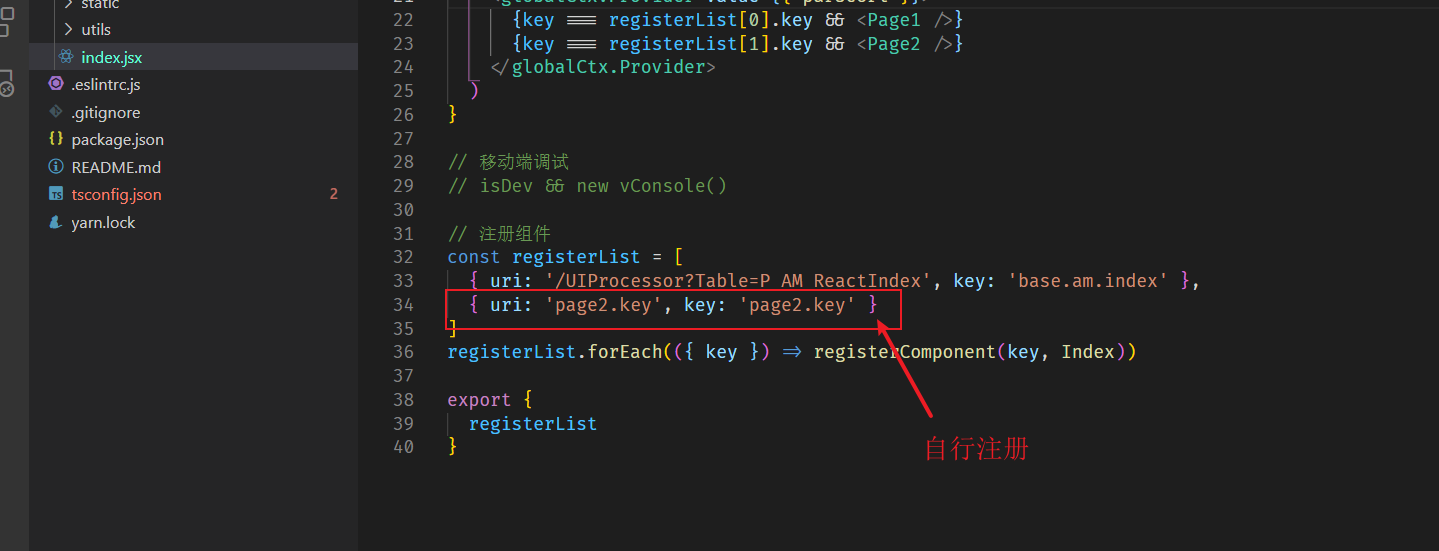 static
utils
index.jsx
.eslintrc.js
.gitignore
package.json
README.md
tsconfig.json 2
yarn.lock
22 {key === registerList[0].key && <Page1 />}
23 {key === registerList[1].key && <Page2 />}
24 </globalCtx.Provider>
25 )
26 }
27
28 // 移动端调试
29 // isDev && new vConsole()
30
31 // 注册组件
32 const registerList = [
33 { uri: '/UIProcessor?Table=P_AM_ReactIndex', key: 'base.am.index' },
34 { uri: 'page2.key', key: 'page2.key' }
35 ]
36 registerList.forEach(({ key }) => registerComponent(key, Index))
37
38 export {
39 registerList
40 }
自行注册